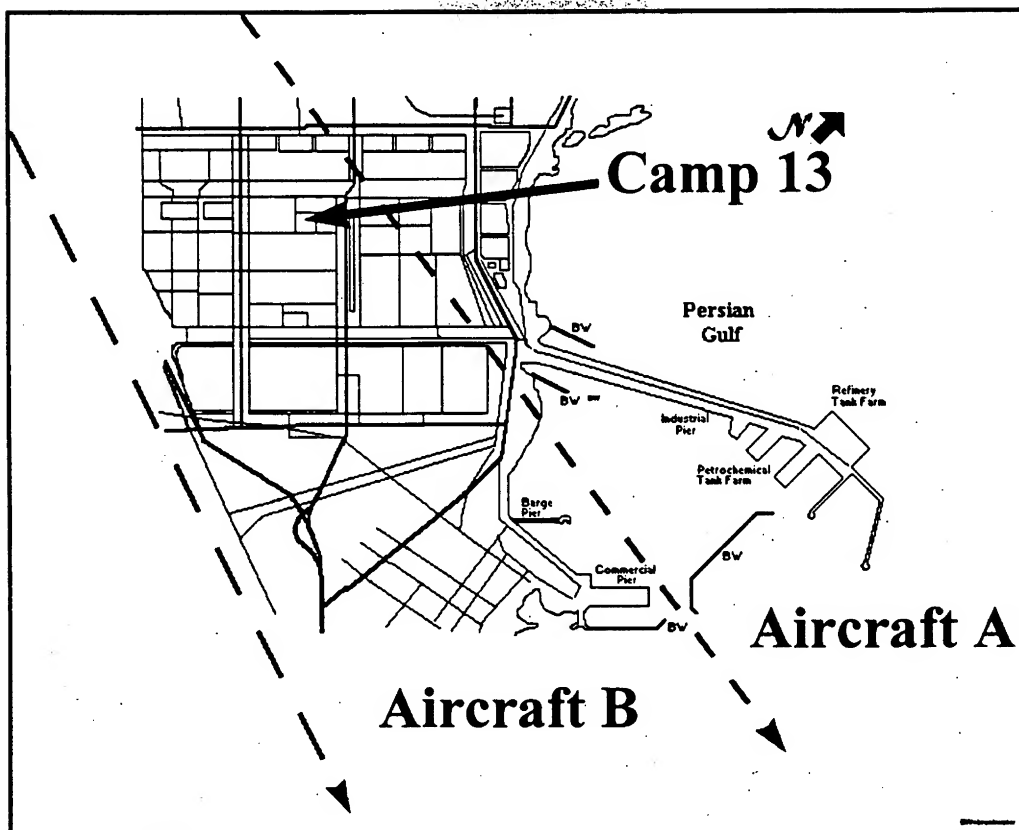 N
Camp 13
Persian
Gulf
BW
Refinery
Tank Farm
BW BW
Industrial
Pier
Petrochemical
Tank Farm
Barge
Pier
BW
Commercial
Pier
BW
Aircraft A
Aircraft B